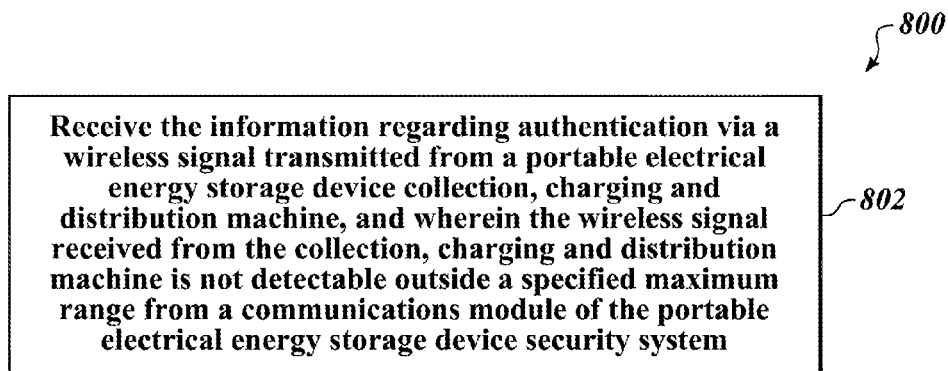 800
Receive the information regarding authentication via a
wireless signal transmitted from a portable electrical
energy storage device collection, charging and
distribution machine, and wherein the wireless signal
received from the collection, charging and distribution
machine is not detectable outside a specified maximum
range from a communications module of the portable
electrical energy storage device security system
802